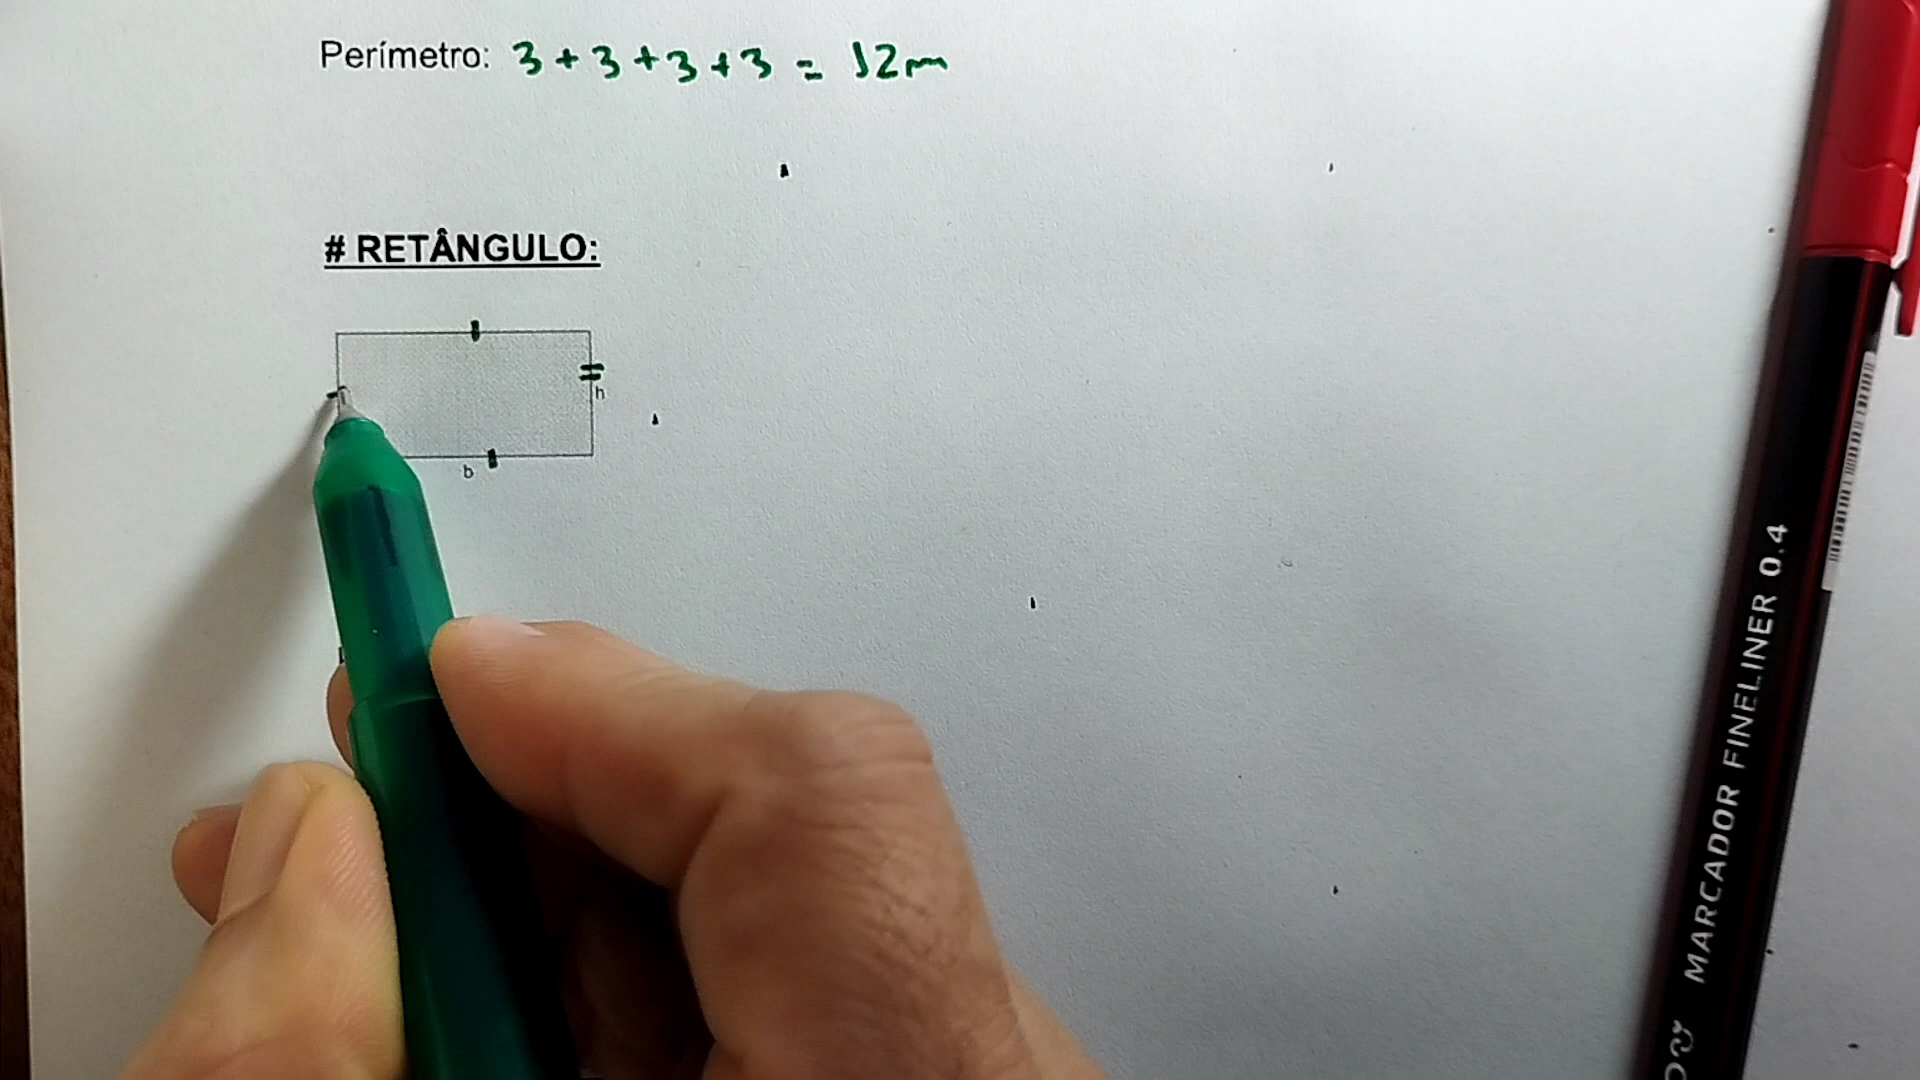 Perímetro: 3 + 3 + 3 + 3 = 12m
# RETÂNGULO:
h
b
MARCADOR FINELINER 0.4